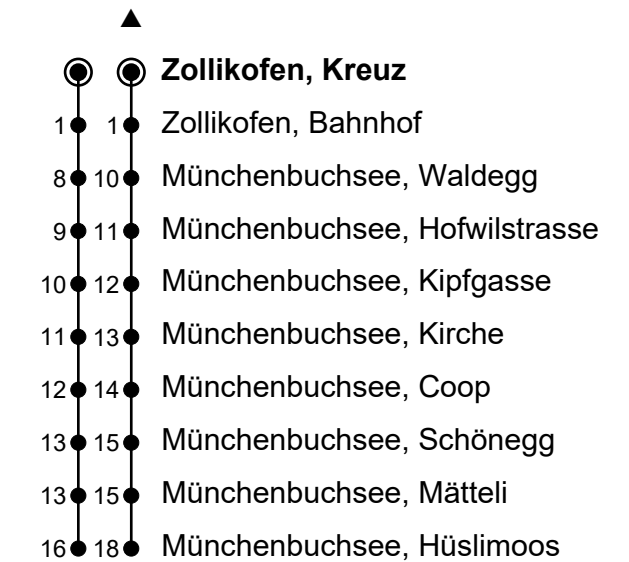 ▲
Zollikofen, Kreuz
1 1 Zollikofen, Bahnhof
8 10 Münchenbuchsee, Waldegg
9 11 Münchenbuchsee, Hofwilstrasse
10 12 Münchenbuchsee, Kipfgasse
11 13 Münchenbuchsee, Kirche
12 14 Münchenbuchsee, Coop
13 15 Münchenbuchsee, Schönegg
13 15 Münchenbuchsee, Mätteli
16 18 Münchenbuchsee, Hüslimoos